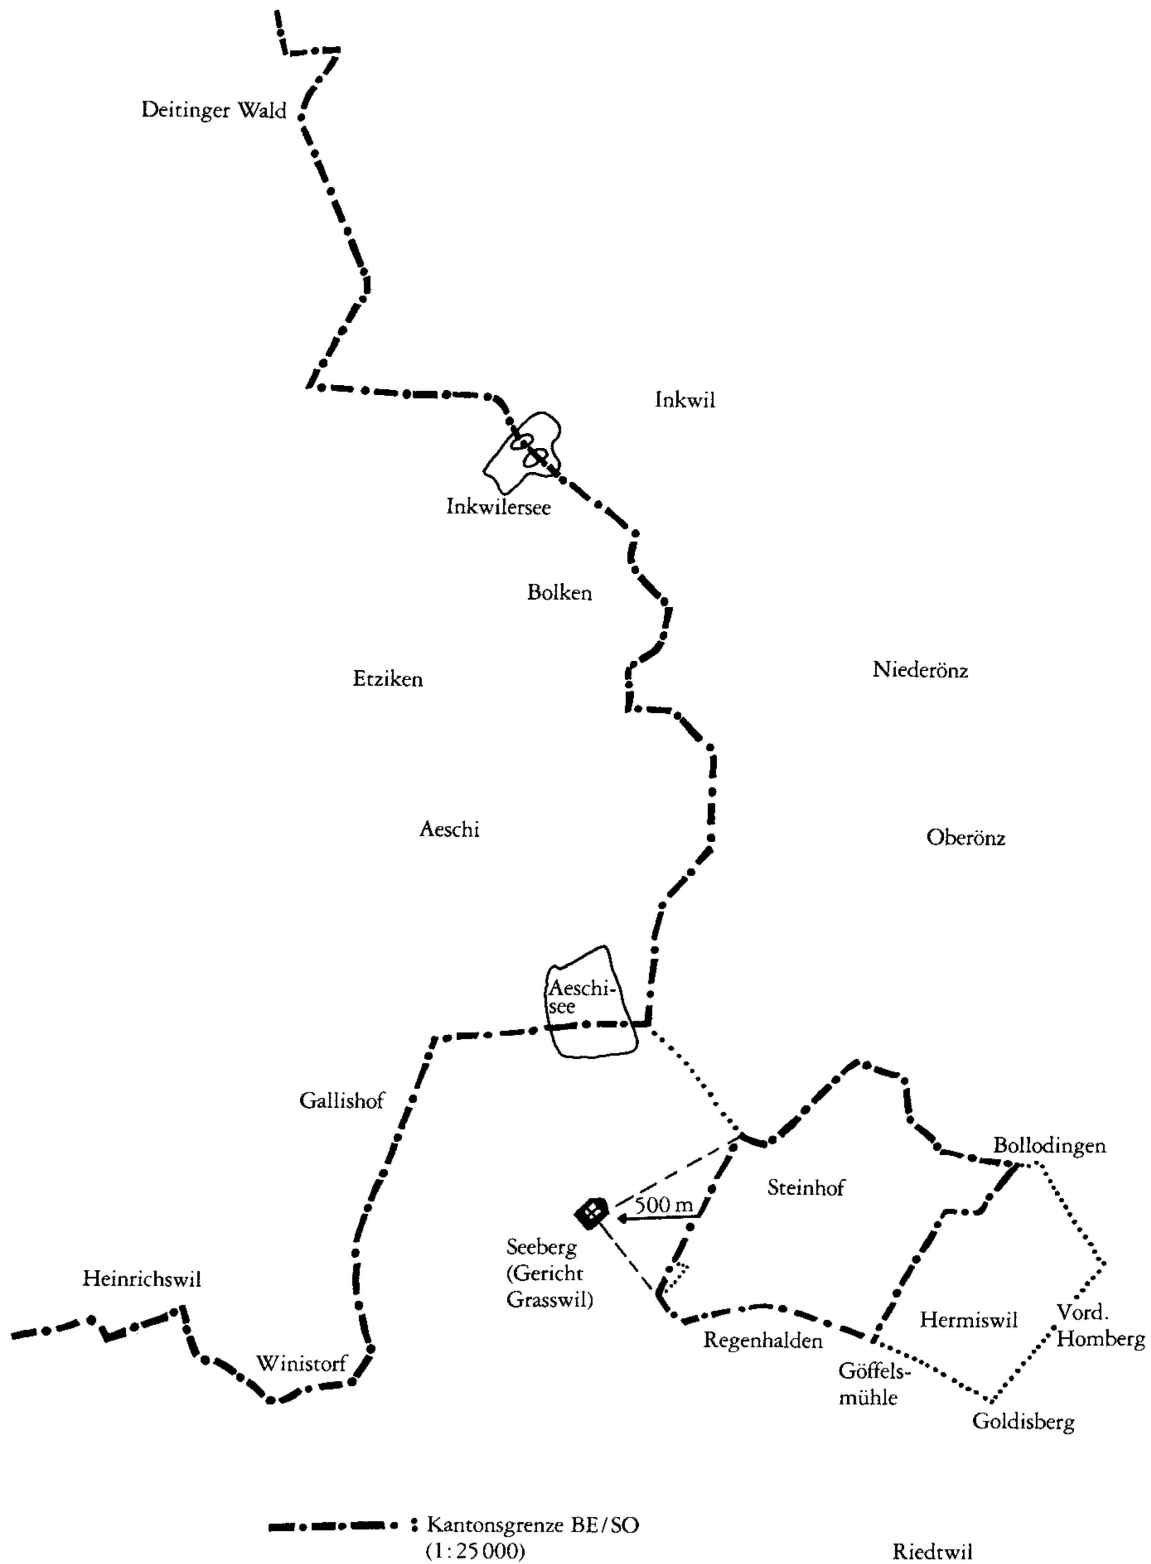 Deitinger Wald
Inkwil
Inkwilersee
Bolken
Etziken
Niederönz
Aeschi
Oberönz
Aeschi-
see
Gallishof
Bollodingen
Steinhof
500 m
Seeberg
(Gericht
Grasswil)
Heinrichswil
Vord.
Homberg
Hermiswil
Regenhalden
Winistorf
Göffels-
mühle
Goldisberg
Kantonsgrenze BE/SO
(1:25 000)
Riedtwil